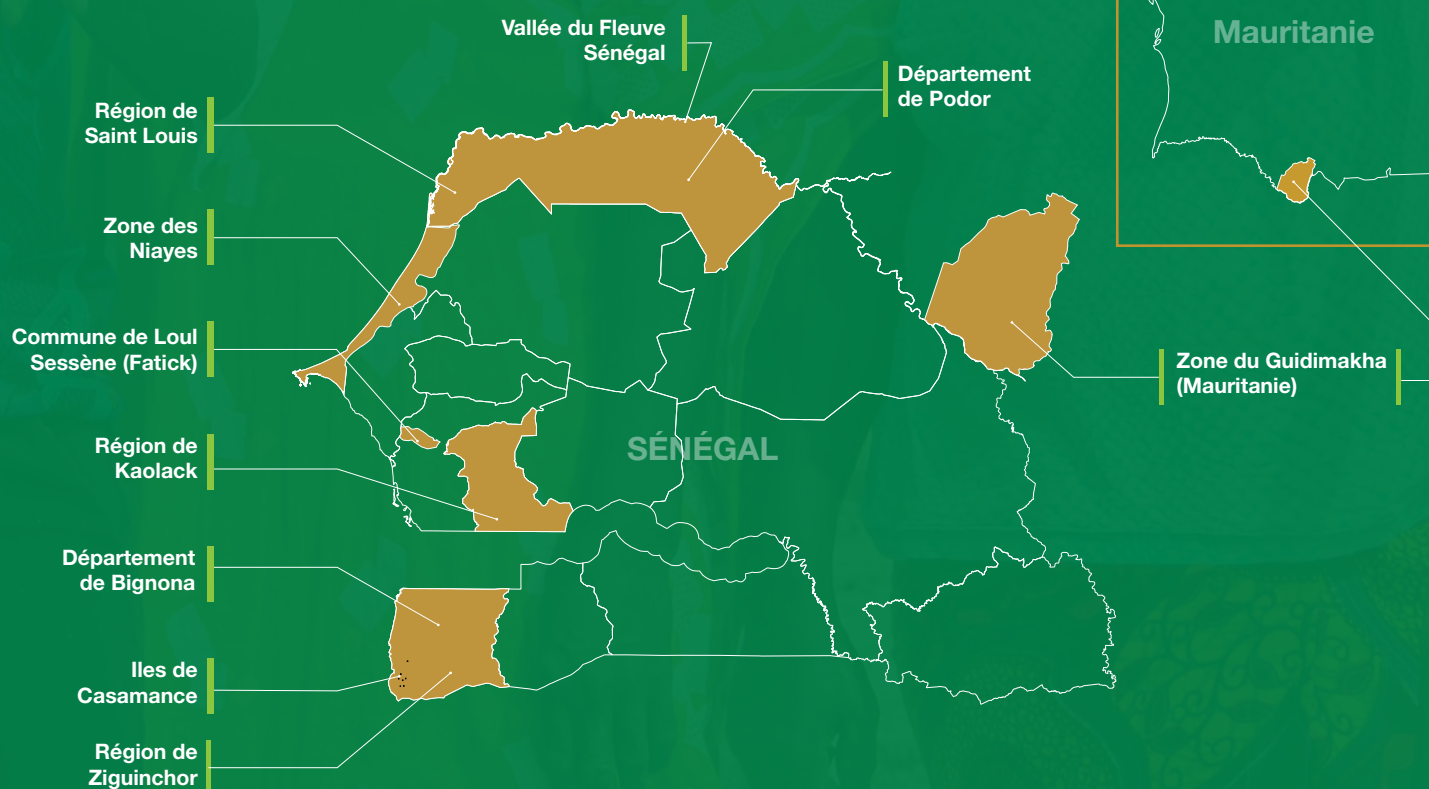 Vallée du Fleuve
Sénégal
Mauritanie
Département
de Podor
Région de
Saint Louis
Zone des
Niayes
Commune de Loul
Sessène (Fatick)
Zone du Guidimakha
(Mauritanie)
Région de
Kaolack
SÉNÉGAL
Département
de Bignona
Iles de
Casamance
Région de
Ziguinchor